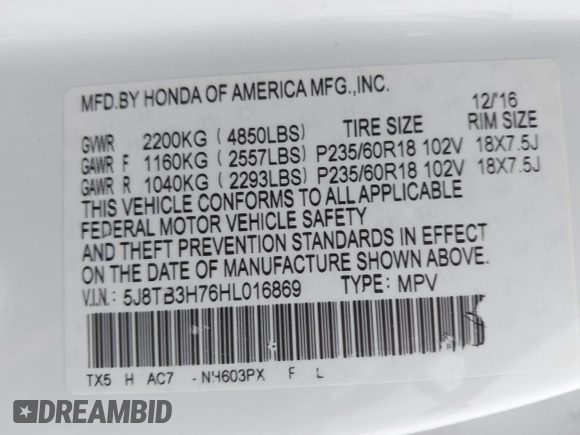 MFD.BY HONDA OF AMERICA MFG.,INC.
12/'16
GVWR 2200KG (4850LBS) TIRE SIZE RIM SIZE
GAWR F 1160KG (2557LBS) P235/60R18 102V 18X7.5J
GAWR R 1040KG (2293LBS) P235/60R18 102V 18X7.5J
THIS VEHICLE CONFORMS TO ALL APPLICABLE
FEDERAL MOTOR VEHICLE SAFETY
AND THEFT PREVENTION STANDARDS IN EFFECT
ON THE DATE OF MANUFACTURE SHOWN ABOVE.
V.I.N.: 5J8TB3H76HL016869 TYPE: MPV
TX5 H AC7 - NH603PX F L
DREAMBID